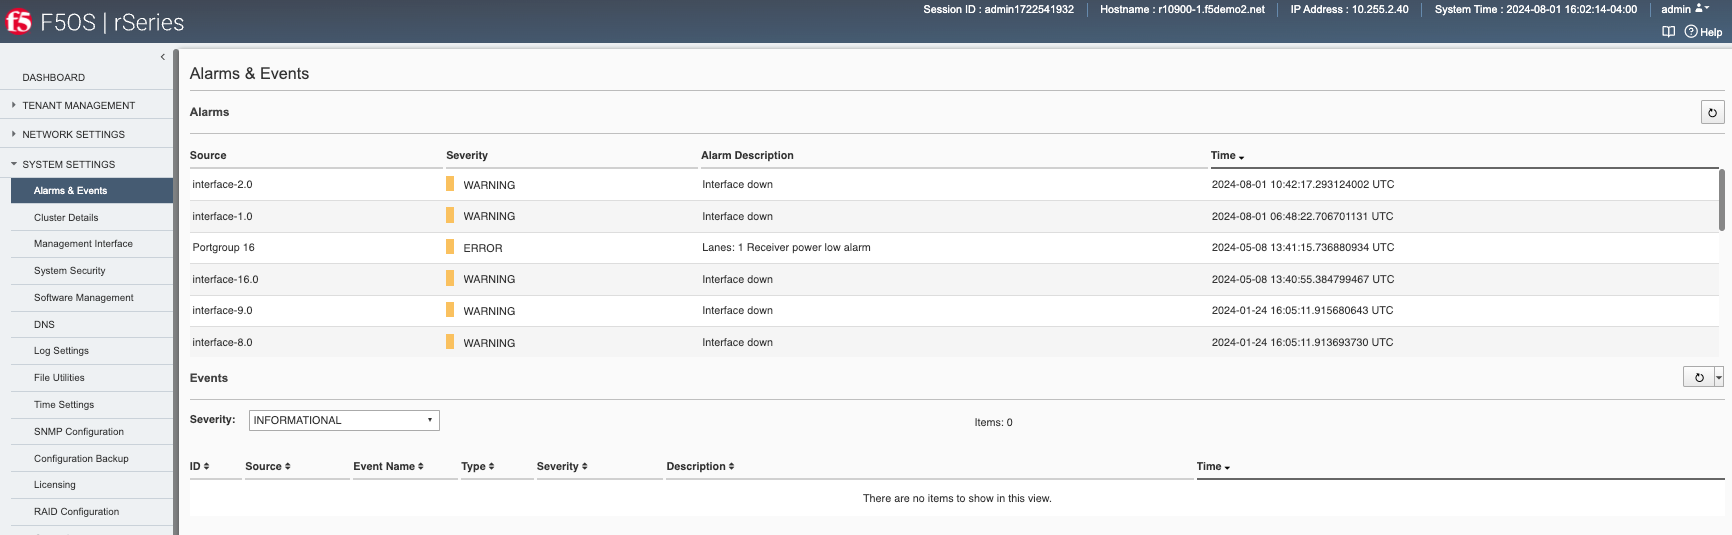 Session ID : admin1722541932 Hostname : r10900-1.f5demo2.net IP Address : 10.255.2.40 System Time : 2024-08-01 16:02:14-04:00 admin
f5 F5OS | rSeries
Help
DASHBOARD
TENANT MANAGEMENT
NETWORK SETTINGS
SYSTEM SETTINGS
Alarms & Events
Cluster Details
Management Interface
System Security
Software Management
DNS
Log Settings
File Utilities
Time Settings
SNMP Configuration
Configuration Backup
Licensing
RAID Configuration
Alarms & Events
Alarms
Source Severity Alarm Description Time
interface-2.0 WARNING Interface down 2024-08-01 10:42:17.293124002 UTC
interface-1.0 WARNING Interface down 2024-08-01 06:48:22.706701131 UTC
Portgroup 16 ERROR Lanes: 1 Receiver power low alarm 2024-05-08 13:41:15.736880934 UTC
interface-16.0 WARNING Interface down 2024-05-08 13:40:55.384799467 UTC
interface-9.0 WARNING Interface down 2024-01-24 16:05:11.915680643 UTC
interface-8.0 WARNING Interface down 2024-01-24 16:05:11.913693730 UTC
Events
Severity: INFORMATIONAL Items: 0
ID Source Event Name Type Severity Description Time
There are no items to show in this view.